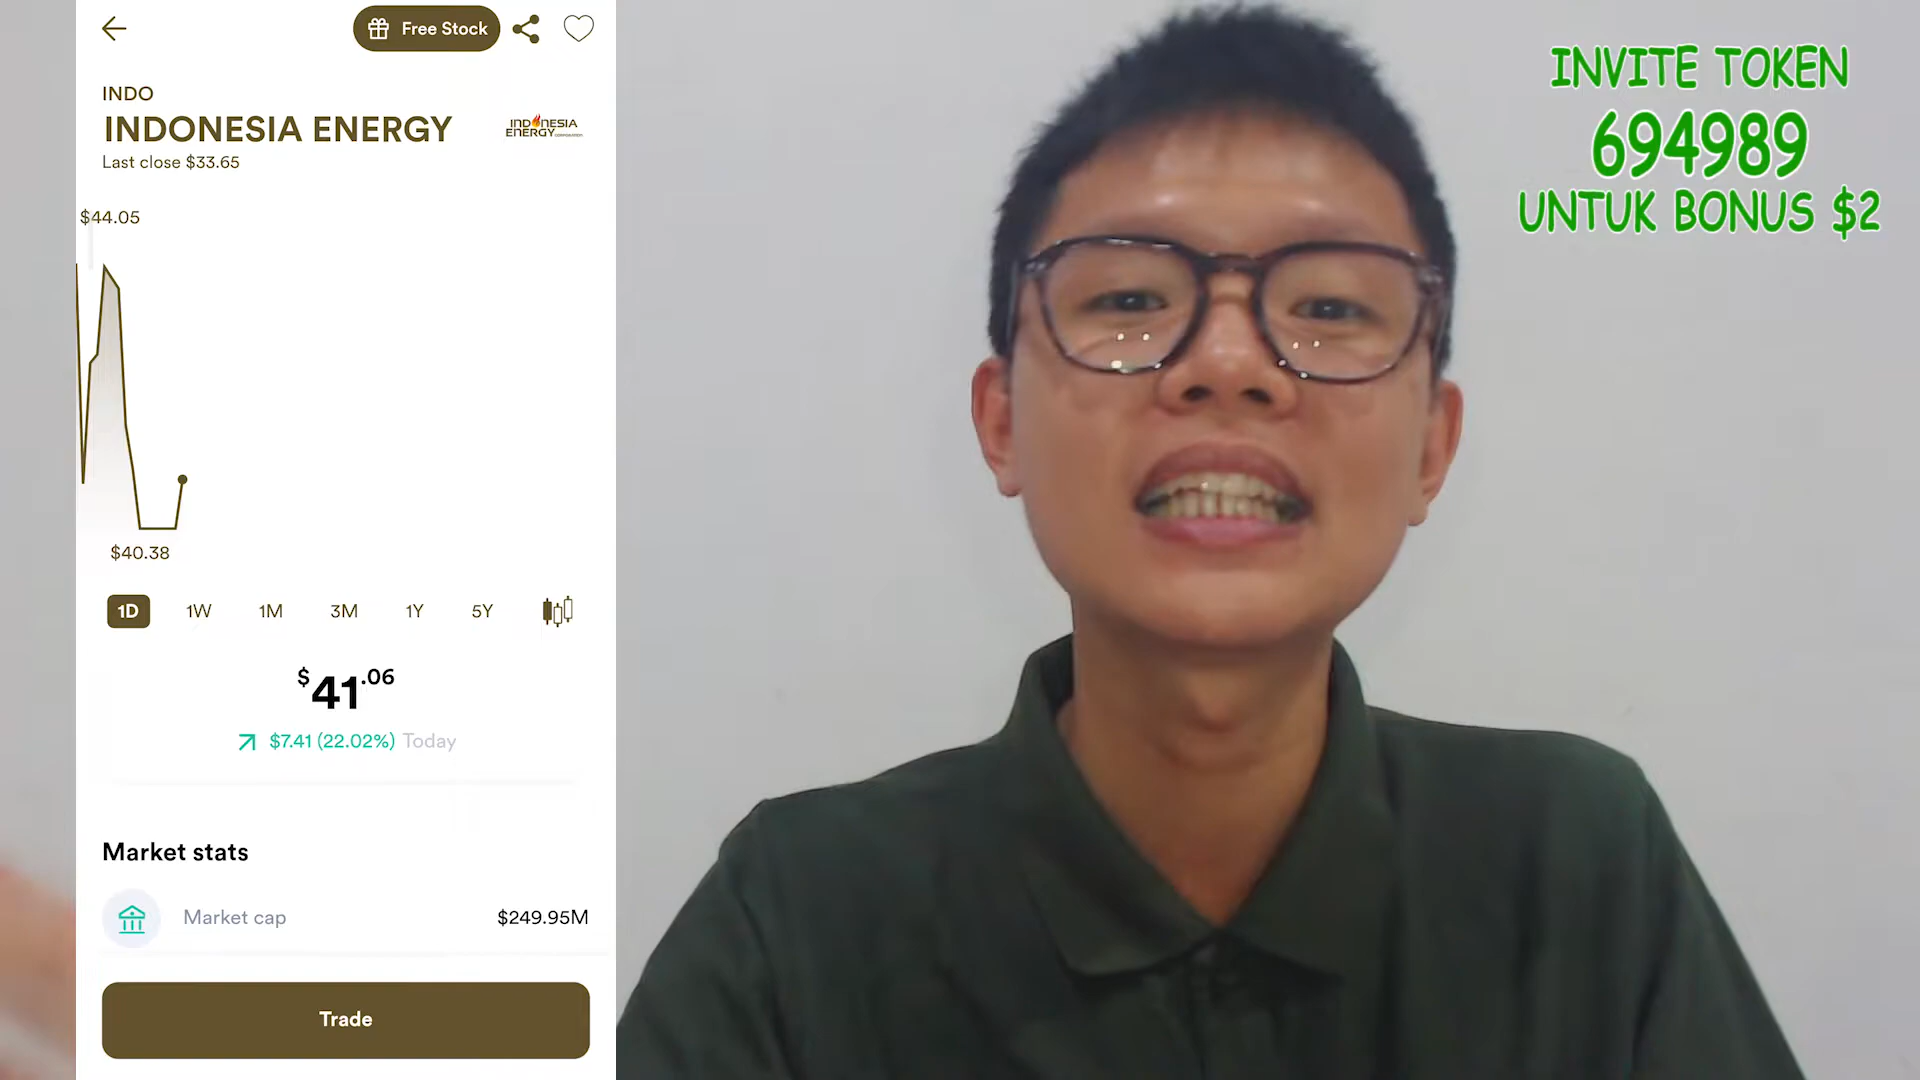 Free Stock
INDO
INDONESIA ENERGY
INDONESIA
ENERGY
Last close $33.65
$44.05
$40.38
1D 1W 1M 3M 1Y 5Y
$41.06
$7.41 (22.02%) Today
Market stats
Market cap $249.95M
Trade
INVITE TOKEN
694989
UNTUK BONUS $2